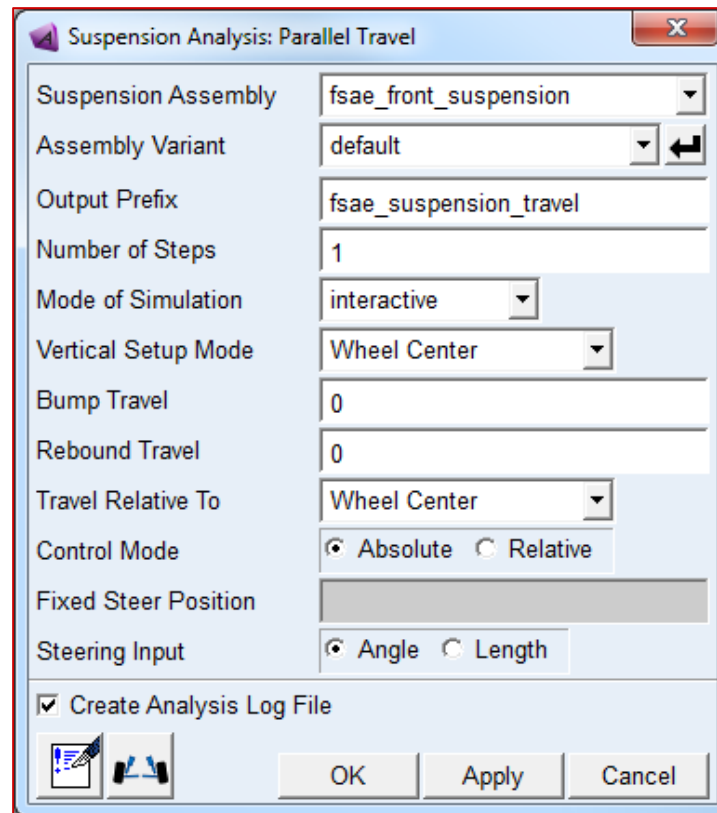 Suspension Analysis: Parallel Travel
Suspension Assembly fsae_front_suspension
Assembly Variant default
Output Prefix fsae_suspension_travel
Number of Steps 1
Mode of Simulation interactive
Vertical Setup Mode Wheel Center
Bump Travel 0
Rebound Travel 0
Travel Relative To Wheel Center
Control Mode Absolute Relative
Fixed Steer Position
Steering Input Angle Length
Create Analysis Log File
OK Apply Cancel